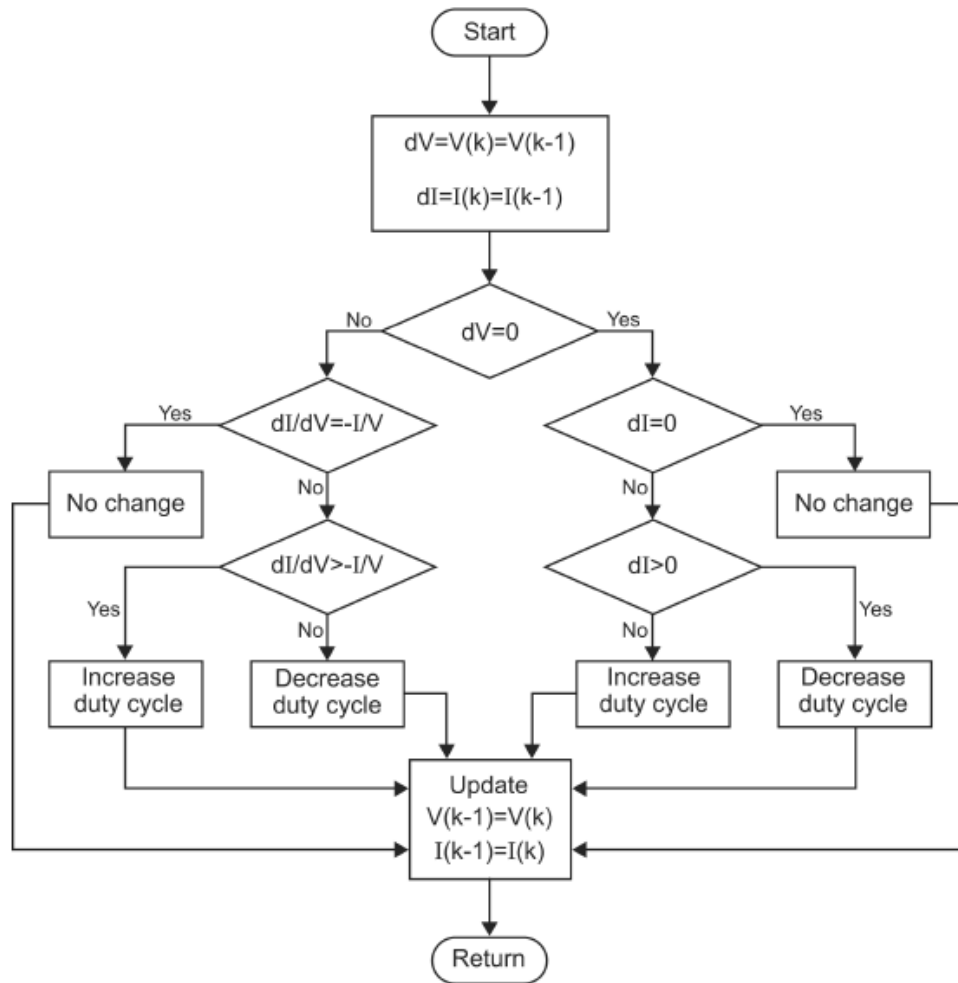 Start
dV=V(k)=V(k-1)
dI=I(k)=I(k-1)
dV=0
No
Yes
dI/dV=-I/V
Yes
No
dI=0
Yes
No
No change
No change
dI/dV>-I/V
Yes
No
dI>0
No
Yes
Increase
duty cycle
Decrease
duty cycle
Increase
duty cycle
Decrease
duty cycle
Update
V(k-1)=V(k)
I(k-1)=I(k)
Return